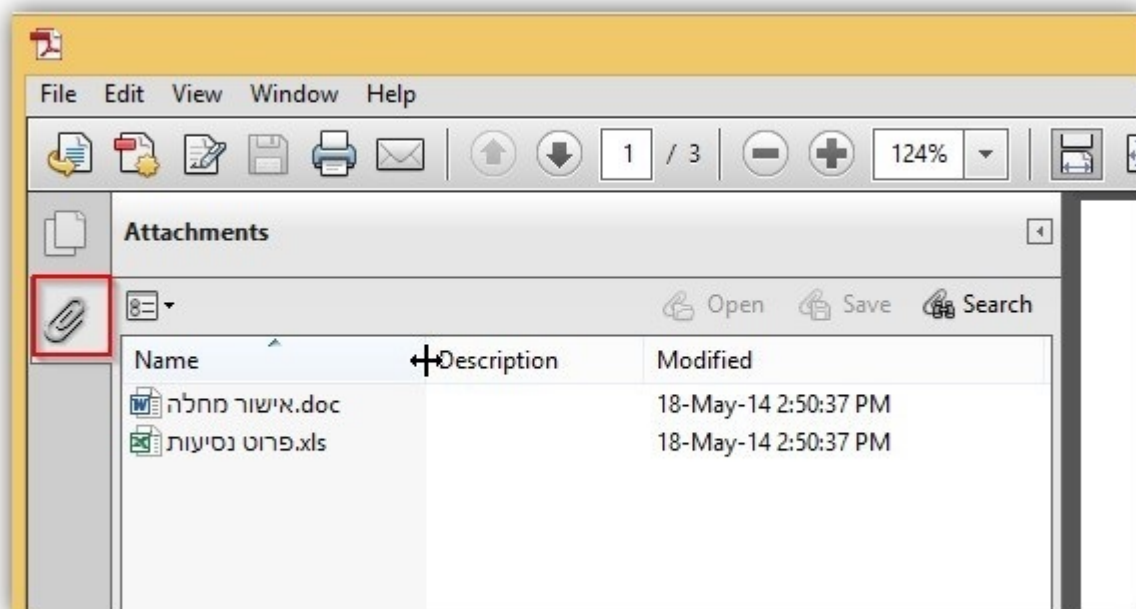 File Edit View Window Help
1 / 3 124%
Attachments
Open Save Search
Name Description Modified
אישור מחלה.doc 18-May-14 2:50:37 PM
פרוט נסיעות.xls 18-May-14 2:50:37 PM